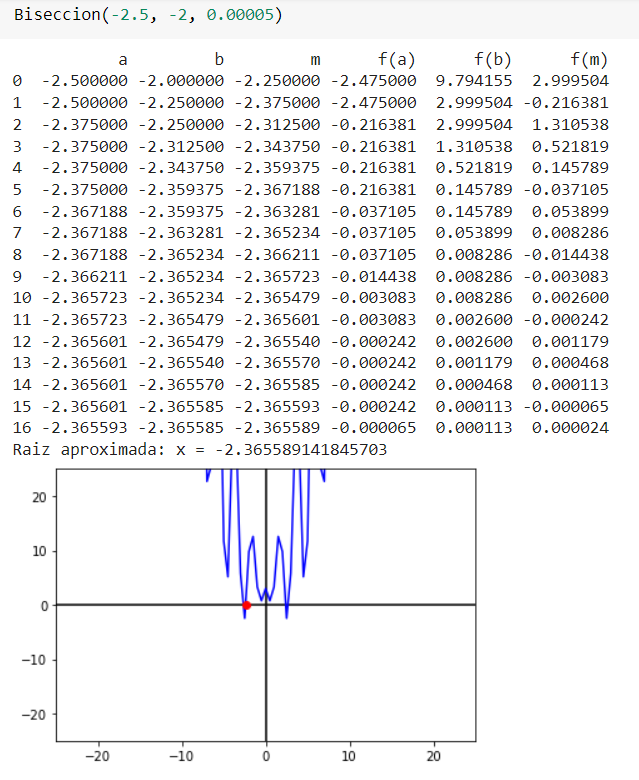 Biseccion(-2.5, -2, 0.00005)
a b m f(a) f(b) f(m)
0 -2.500000 -2.000000 -2.250000 -2.475000 9.794155 2.999504
1 -2.500000 -2.250000 -2.375000 -2.475000 2.999504 -0.216381
2 -2.375000 -2.250000 -2.312500 -0.216381 2.999504 1.310538
3 -2.375000 -2.312500 -2.343750 -0.216381 1.310538 0.521819
4 -2.375000 -2.343750 -2.359375 -0.216381 0.521819 0.145789
5 -2.375000 -2.359375 -2.367188 -0.216381 0.145789 -0.037105
6 -2.367188 -2.359375 -2.363281 -0.037105 0.145789 0.053899
7 -2.367188 -2.363281 -2.365234 -0.037105 0.053899 0.008286
8 -2.367188 -2.365234 -2.366211 -0.037105 0.008286 -0.014438
9 -2.366211 -2.365234 -2.365723 -0.014438 0.008286 -0.003083
10 -2.365723 -2.365234 -2.365479 -0.003083 0.008286 0.002600
11 -2.365723 -2.365479 -2.365601 -0.003083 0.002600 -0.000242
12 -2.365601 -2.365479 -2.365540 -0.000242 0.002600 0.001179
13 -2.365601 -2.365540 -2.365570 -0.000242 0.001179 0.000468
14 -2.365601 -2.365570 -2.365585 -0.000242 0.000468 0.000113
15 -2.365601 -2.365585 -2.365593 -0.000242 0.000113 -0.000065
16 -2.365593 -2.365585 -2.365589 -0.000065 0.000113 0.000024
Raiz aproximada: x = -2.365589141845703
20
10
0
−10
−20
−20 −10 0 10 20